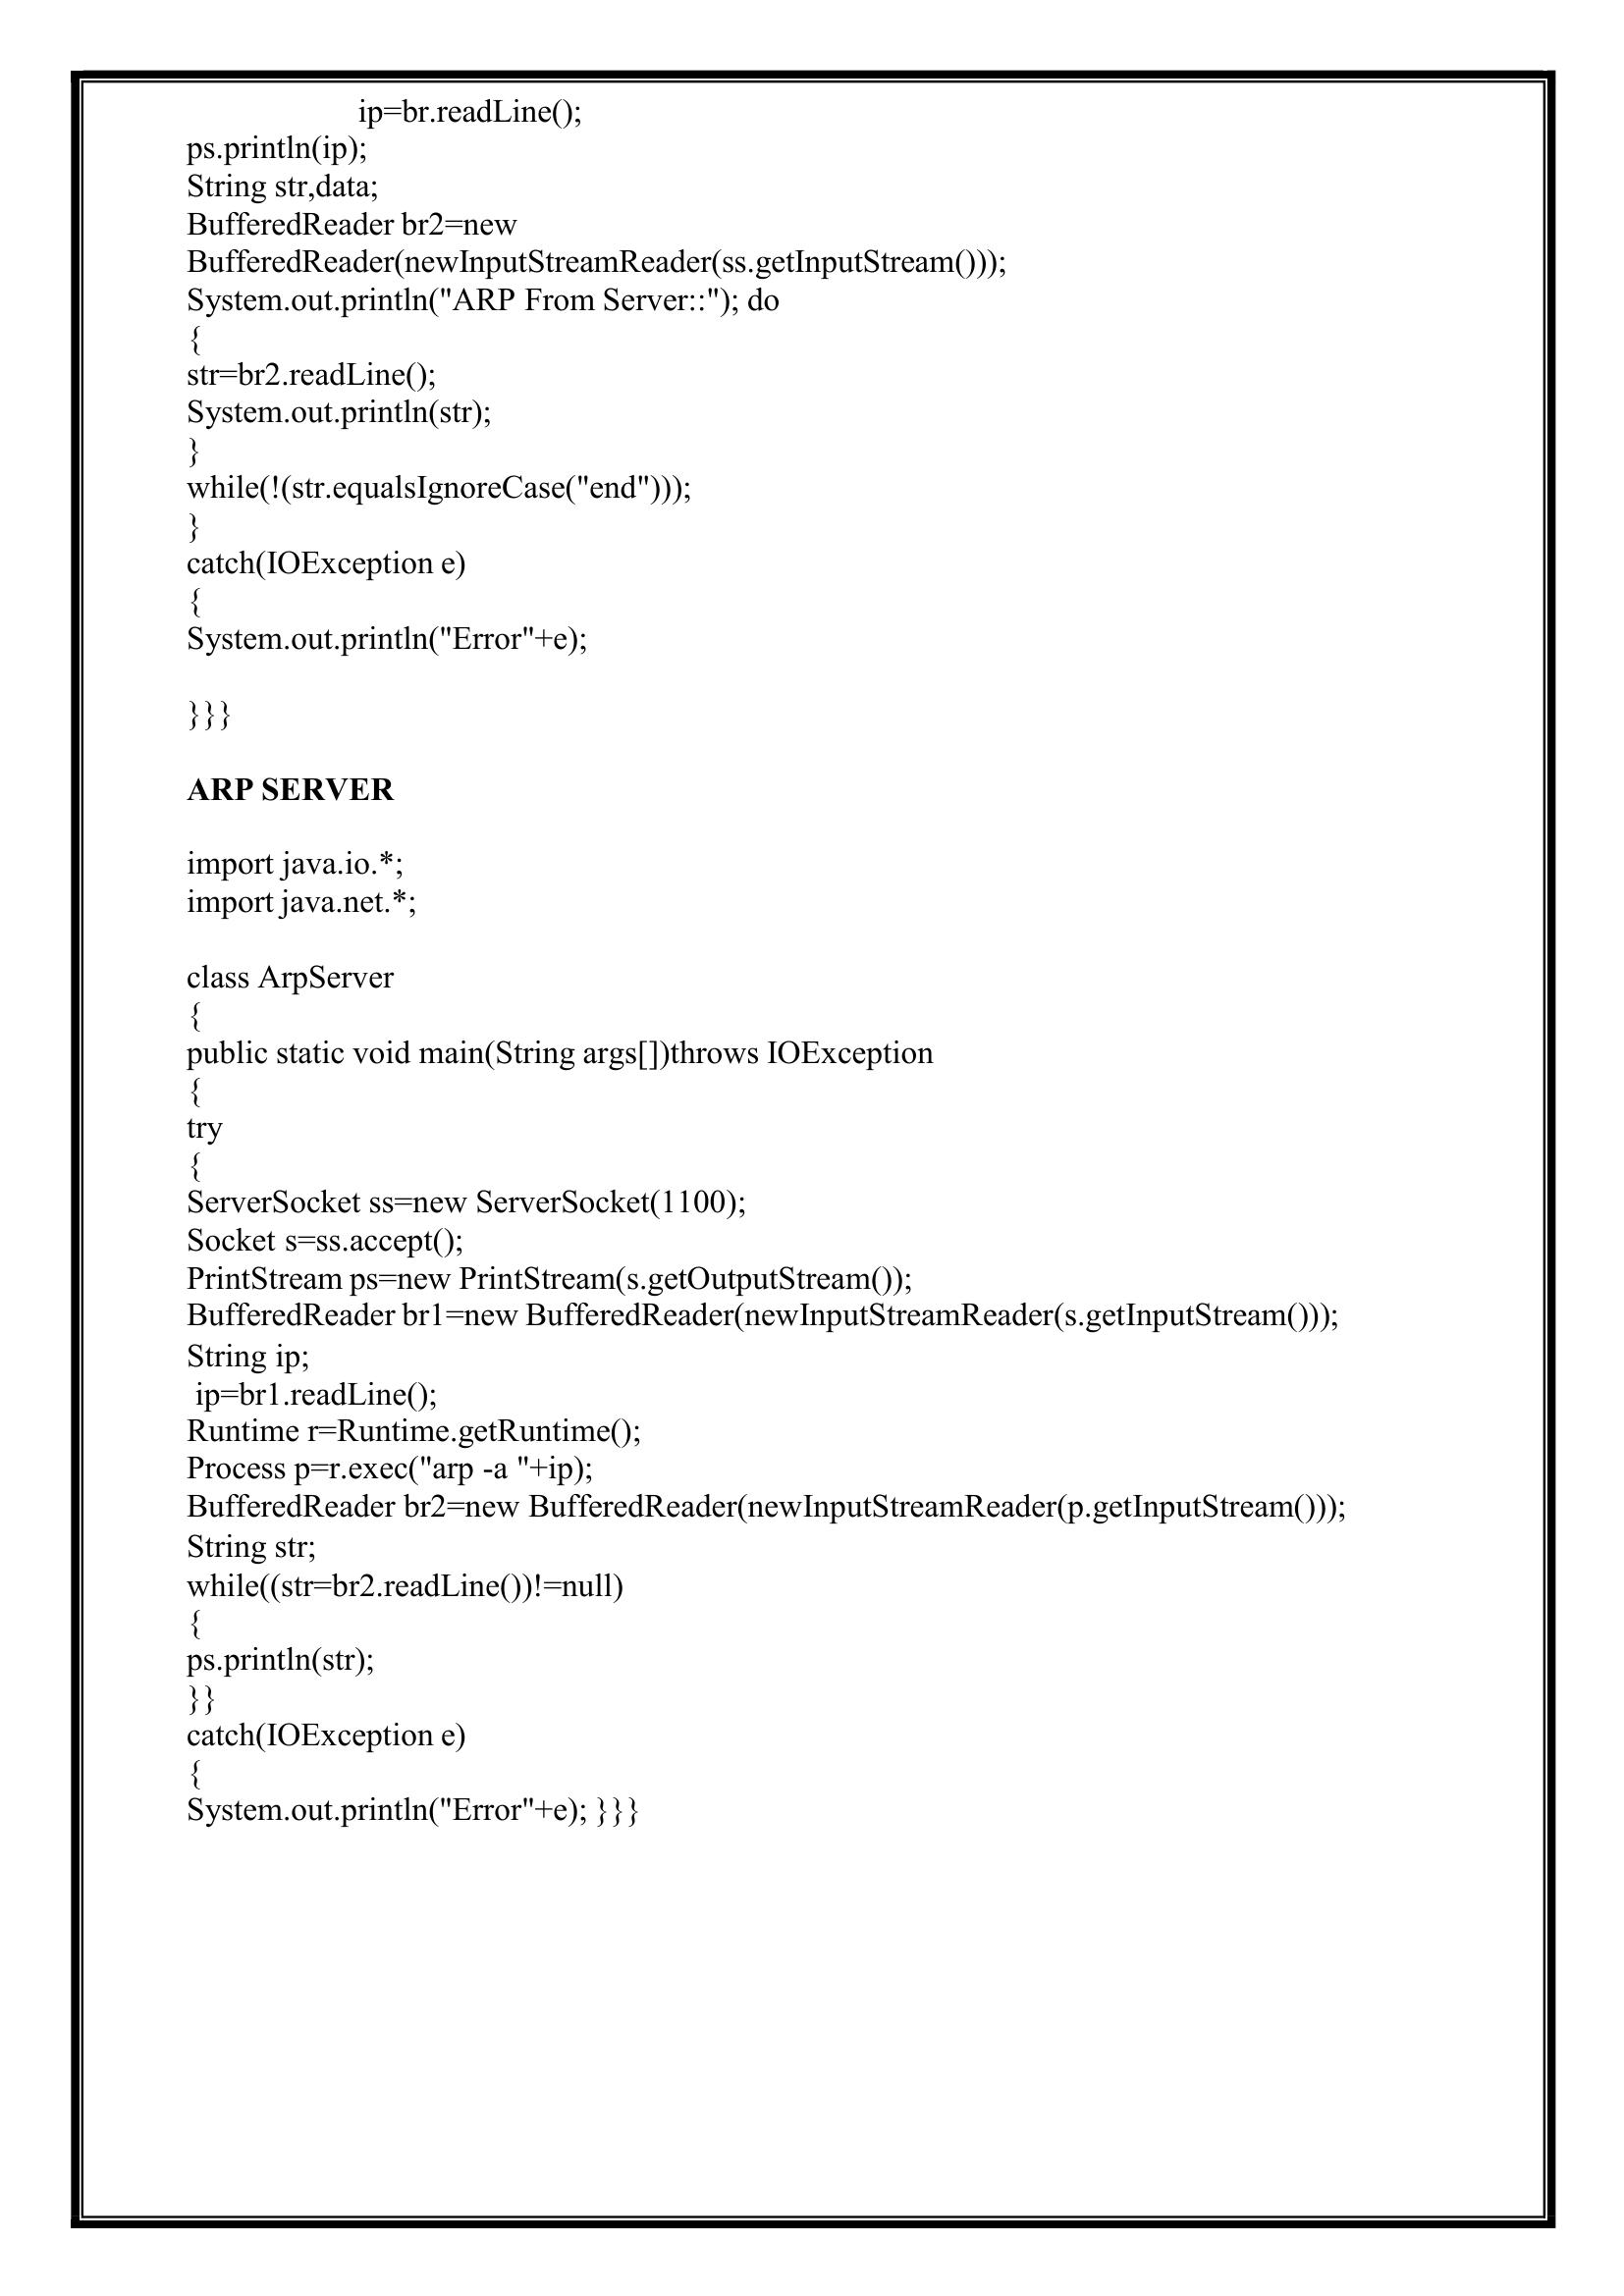 ip=br.readLine();
ps.println(ip);
String str,data;
BufferedReader br2=new
BufferedReader(newInputStreamReader(ss.getInputStream()));
System.out.println("ARP From Server::"); do
{
str=br2.readLine();
System.out.println(str);
}
while(!(str.equalsIgnoreCase("end")));
}
catch(IOException e)
{
System.out.println("Error"+e);
}}}
ARP SERVER
import java.io.*;
import java.net.*;
class ArpServer
{
public static void main(String args[])throws IOException
{
try
{
ServerSocket ss=new ServerSocket(1100);
Socket s=ss.accept();
PrintStream ps=new PrintStream(s.getOutputStream());
BufferedReader br1=new BufferedReader(newInputStreamReader(s.getInputStream()));
String ip;
ip=br1.readLine();
Runtime r=Runtime.getRuntime();
Process p=r.exec("arp -a "+ip);
BufferedReader br2=new BufferedReader(newInputStreamReader(p.getInputStream()));
String str;
while((str=br2.readLine())!=null)
{
ps.println(str);
}}
catch(IOException e)
{
System.out.println("Error"+e); }}}